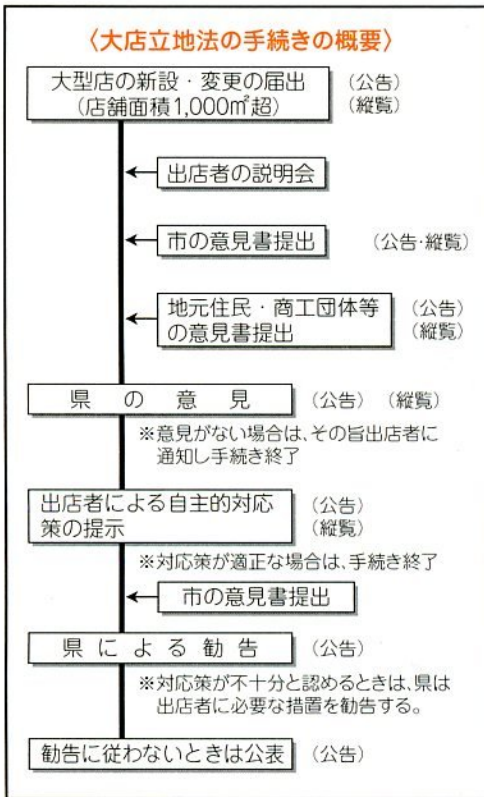 〈大店立地法の手続きの概要〉
大型店の新設・変更の届出
(店舗面積1,000㎡超)
(公告)
(縦覧)
出店者の説明会
市の意見書提出
(公告・縦覧)
地元住民・商工団体等
の意見書提出
(公告)
(縦覧)
県の意見
(公告) (縦覧)
※意見がない場合は、その旨出店者に
通知し手続き終了
出店者による自主的対応
策の提示
(公告)
(縦覧)
※対応策が適正な場合は、手続き終了
市の意見書提出
県による勧告
(公告)
※対応策が不十分と認めるときは、県は
出店者に必要な措置を勧告する。
勧告に従わないときは公表
(公告)